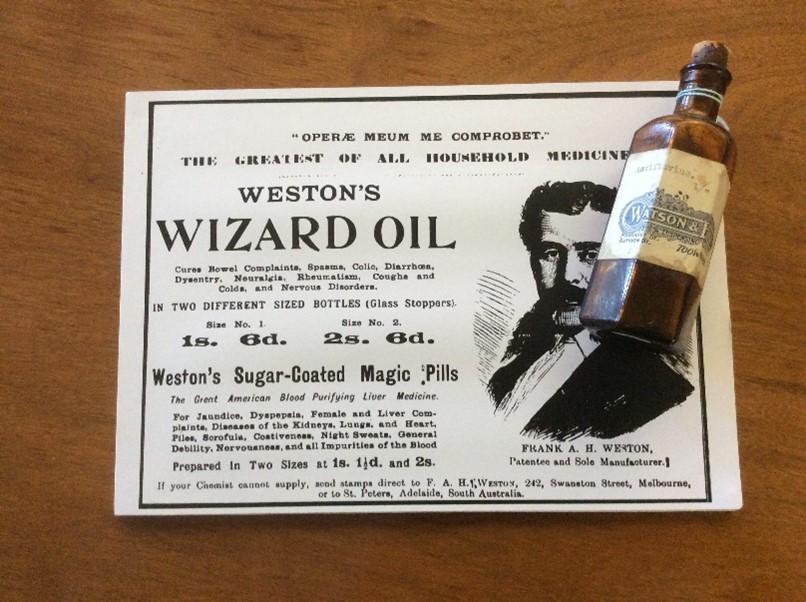 "OPERÆ MEUM ME COMPROBET."
THE GREATEST OF ALL HOUSEHOLD MEDICINE
WESTON'S
WIZARD OIL
Cures Bowel Complaints, Spasms, Colic, Diarrhœa,
Dysentry, Neuralgia, Rheumatism, Coughs and
Colds, and Nervous Disorders.
IN TWO DIFFERENT SIZED BOTTLES (Glass Stoppers).
Size No. 1. Size No. 2.
1s. 6d. 2s. 6d.
Weston's Sugar-Coated Magic Pills
The Great American Blood Purifying Liver Medicine.
For Jaundice, Dyspepsia, Female and Liver Com-
plaints, Diseases of the Kidneys, Lungs, and Heart,
Piles, Scrofula, Costiveness, Night Sweats, General
Debility, Nervousness, and all Impurities of the Blood
Prepared in Two Sizes at 1s. 1½d. and 2s.
FRANK A. H. WESTON,
Patentee and Sole Manufacturer.
If your Chemist cannot supply, send stamps direct to F. A. H. WESTON, 242, Swanston Street, Melbourne,
or to St. Peters, Adelaide, South Australia.
WATSON &